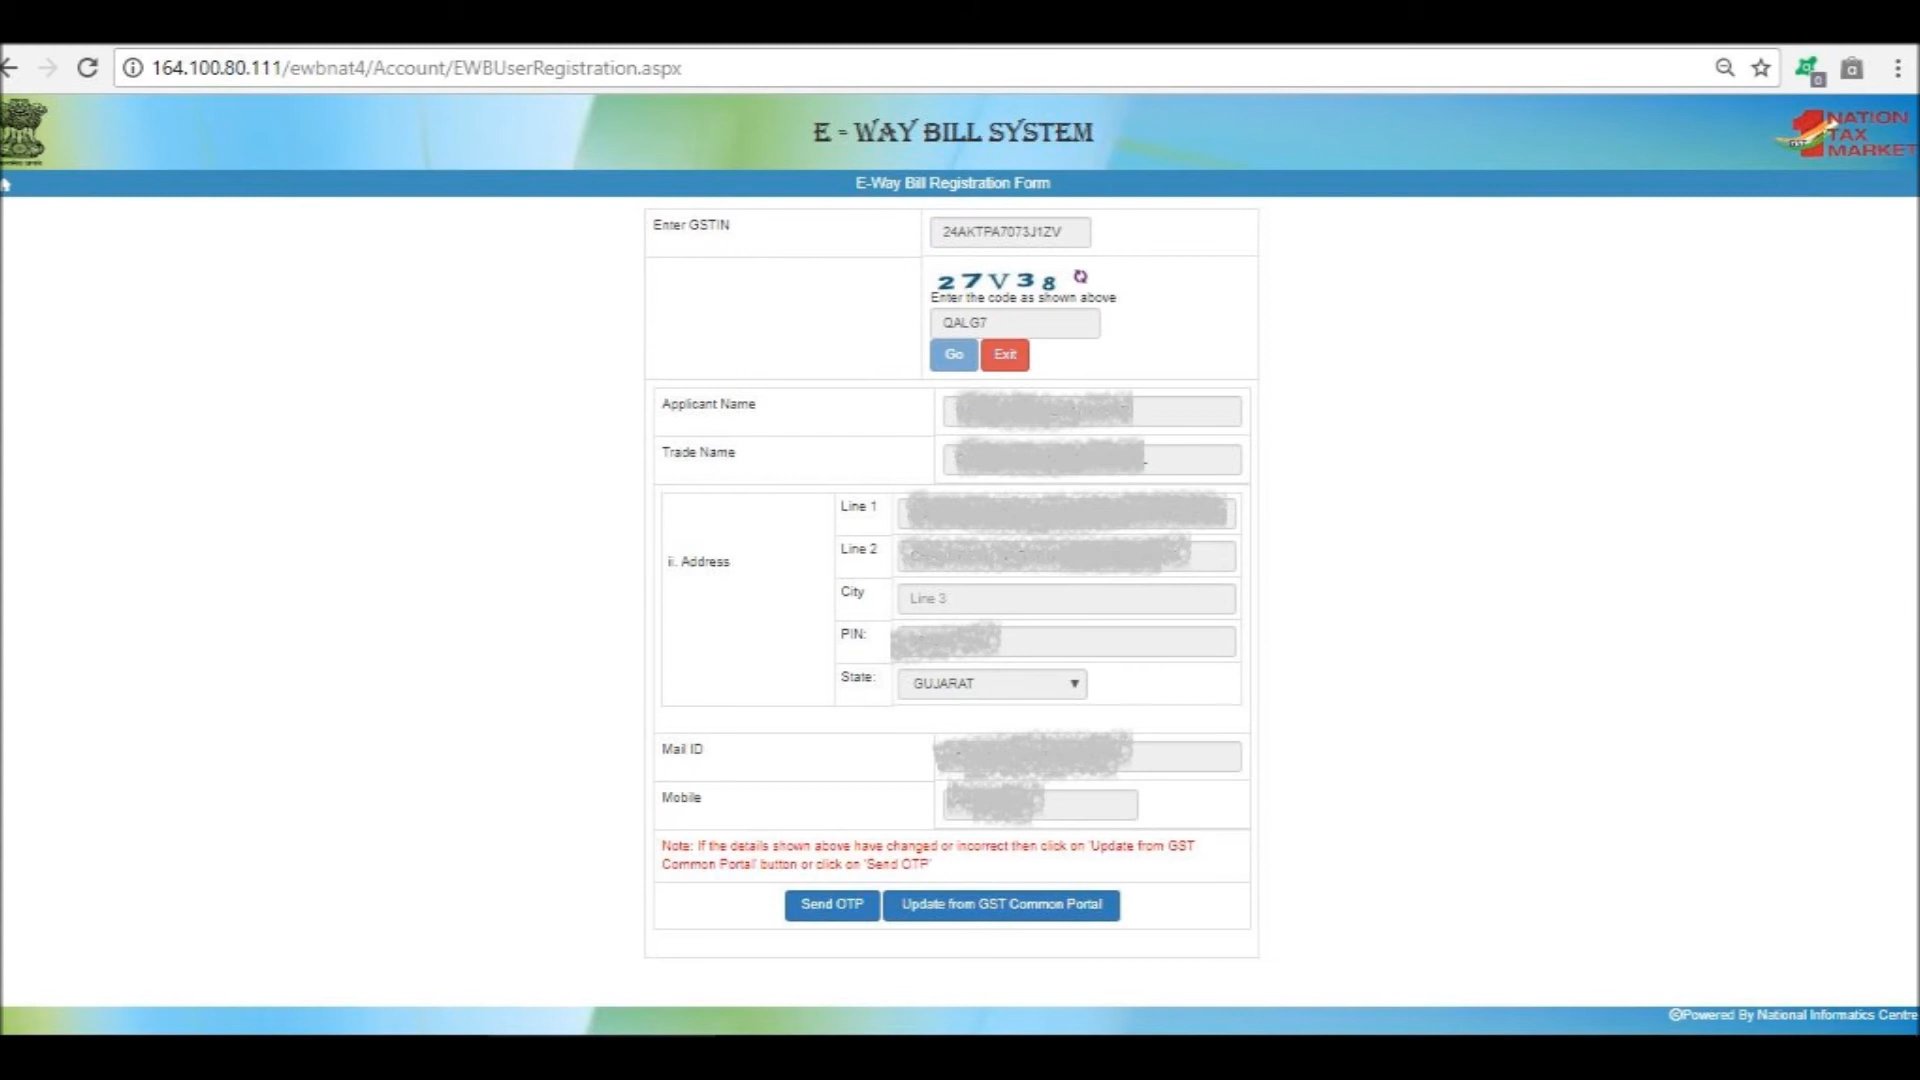 164.100.80.111/ewbnat4/Account/EWBUserRegistration.aspx
0
E - WAY BILL SYSTEM
1 NATION
TAX
MARKET
GST
E-Way Bill Registration Form
Enter GSTIN
24AKTPA7073J1ZV
27V38
Enter the code as shown above
QALG7
Go Exit
Applicant Name
Trade Name
ii. Address
Line 1
Line 2
City
Line 3
PIN:
State:
GUJARAT
Mail ID
Mobile
Note: If the details shown above have changed or incorrect then click on 'Update from GST
Common Portal' button or click on 'Send OTP'
Send OTP Update from GST Common Portal
©Powered By National Informatics Centre